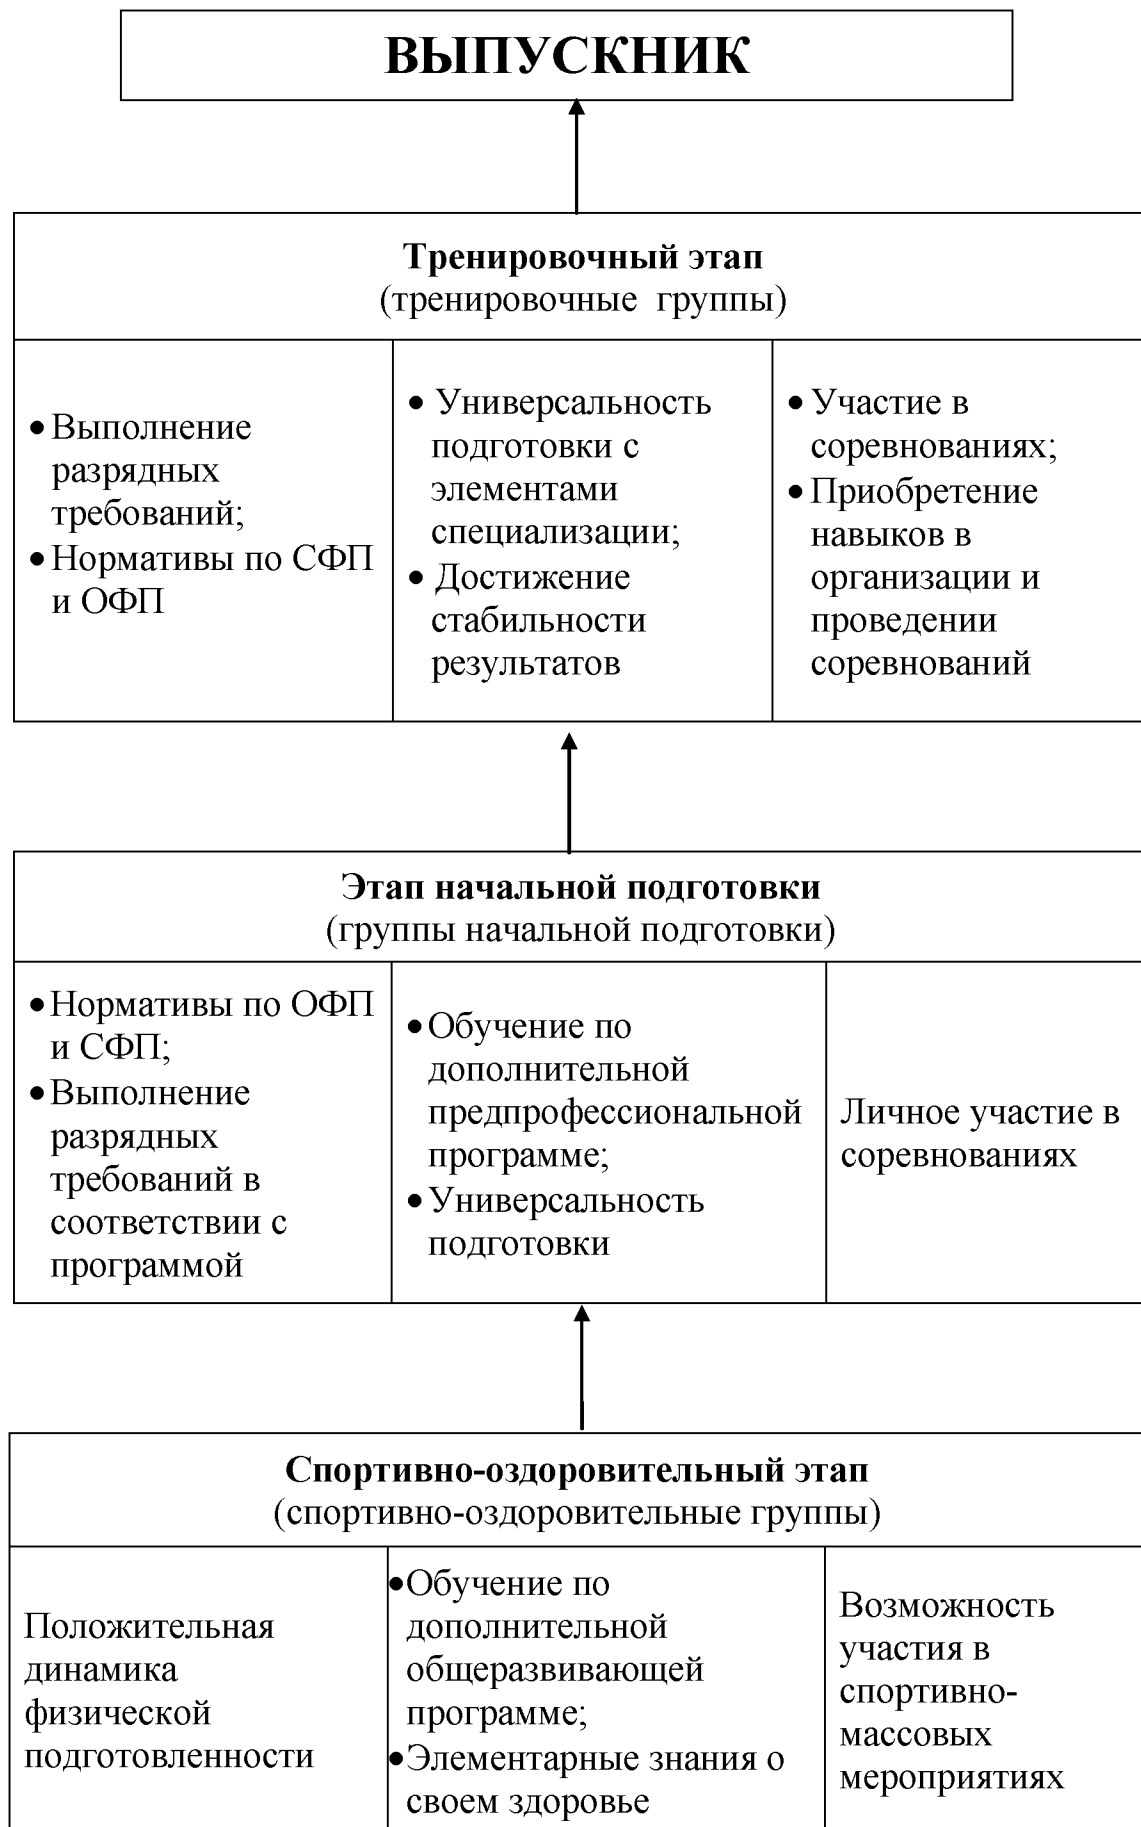 ВЫПУСКНИК
Тренировочный этап
(тренировочные группы)
• Выполнение
разрядных
требований;
• Нормативы по СФП
и ОФП
• Универсальность
подготовки с
элементами
специализации;
• Достижение
стабильности
результатов
• Участие в
соревнованиях;
• Приобретение
навыков в
организации и
проведении
соревнований
Этап начальной подготовки
(группы начальной подготовки)
• Нормативы по ОФП
и СФП;
• Выполнение
разрядных
требований в
соответствии с
программой
• Обучение по
дополнительной
предпрофессиональной
программе;
• Универсальность
подготовки
Личное участие в
соревнованиях
Спортивно-оздоровительный этап
(спортивно-оздоровительные группы)
Положительная
динамика
физической
подготовленности
• Обучение по
дополнительной
общеразвивающей
программе;
• Элементарные знания о
своем здоровье
Возможность
участия в
спортивно-
массовых
мероприятиях